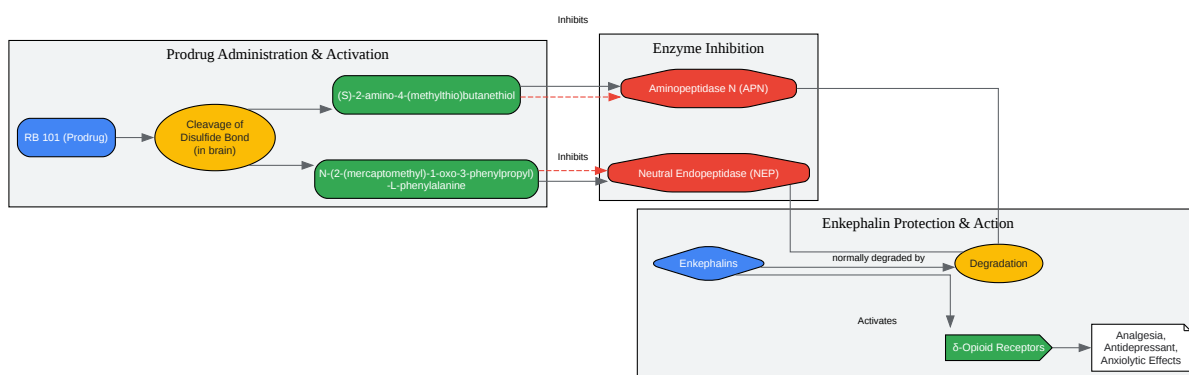 Inhibits
Prodrug Administration & Activation
Enzyme Inhibition
(S)-2-amino-4-(methylthio)butanethiol
Aminopeptidase N (APN)
RB 101 (Prodrug)
Cleavage of
Disulfide Bond
(in brain)
Inhibits
N-(2-(mercaptomethyl)-1-oxo-3-phenylpropyl)
-L-phenylalanine
Neutral Endopeptidase (NEP)
Enkephalin Protection & Action
Enkephalins
normally degraded by
Degradation
Activates
δ-Opioid Receptors
Analgesia,
Antidepressant,
Anxiolytic Effects